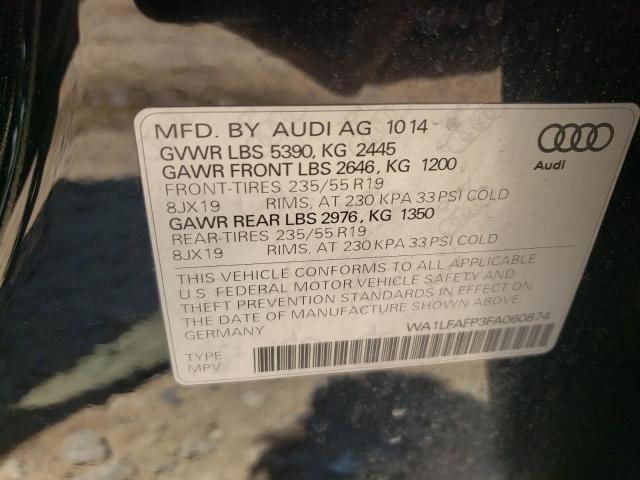 MFD. BY AUDI AG 1014
GVWR LBS 5390, KG 2445
GAWR FRONT LBS 2646, KG 1200
FRONT-TIRES 235/55 R19
8JX19 RIMS, AT 230 KPA 33 PSI COLD
GAWR REAR LBS 2976, KG 1350
REAR-TIRES 235/55 R19
8JX19 RIMS, AT 230 KPA 33 PSI COLD
Audi
THIS VEHICLE CONFORMS TO ALL APPLICABLE
U.S. FEDERAL MOTOR VEHICLE SAFETY AND
THEFT PREVENTION STANDARDS IN EFFECT ON
THE DATE OF MANUFACTURE SHOWN ABOVE.
GERMANY
WA1LFAFP3FA060874
TYPE:
MPV